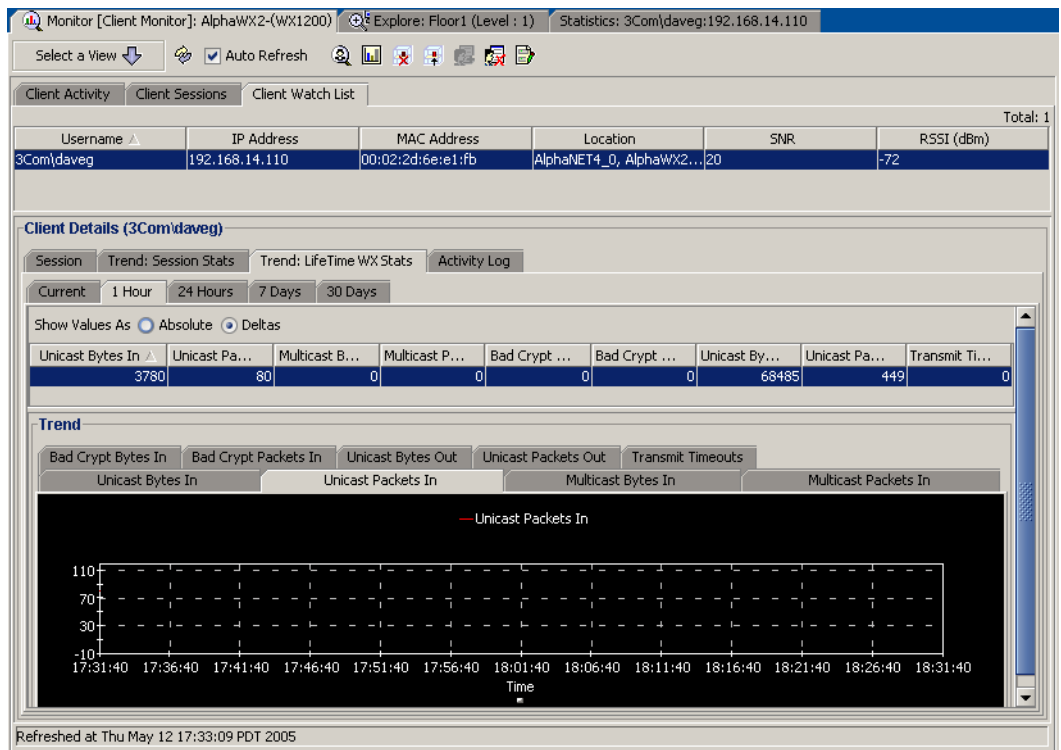 Monitor [Client Monitor]: AlphaWX2-(WX1200) Explore: Floor1 (Level : 1) Statistics: 3Com\daveg:192.168.14.110
Select a View Auto Refresh
Client Activity Client Sessions Client Watch List
Total: 1
Username IP Address MAC Address Location SNR RSSI (dBm)
3Com\daveg 192.168.14.110 00:02:2d:6e:e1:fb AlphaNET4_0, AlphaWX2... 20 -72
Client Details (3Com\daveg)
Session Trend: Session Stats Trend: LifeTime WX Stats Activity Log
Current 1 Hour 24 Hours 7 Days 30 Days
Show Values As Absolute Deltas
Unicast Bytes In Unicast Pa... Multicast B... Multicast P... Bad Crypt ... Bad Crypt ... Unicast By... Unicast Pa... Transmit Ti...
3780 80 0 0 0 0 68485 449 0
Trend
Bad Crypt Bytes In Bad Crypt Packets In Unicast Bytes Out Unicast Packets Out Transmit Timeouts
Unicast Bytes In Unicast Packets In Multicast Bytes In Multicast Packets In
Unicast Packets In
110
70
30
-10
17:31:40 17:36:40 17:41:40 17:46:40 17:51:40 17:56:40 18:01:40 18:06:40 18:11:40 18:16:40 18:21:40 18:26:40 18:31:40
Time
Refreshed at Thu May 12 17:33:09 PDT 2005